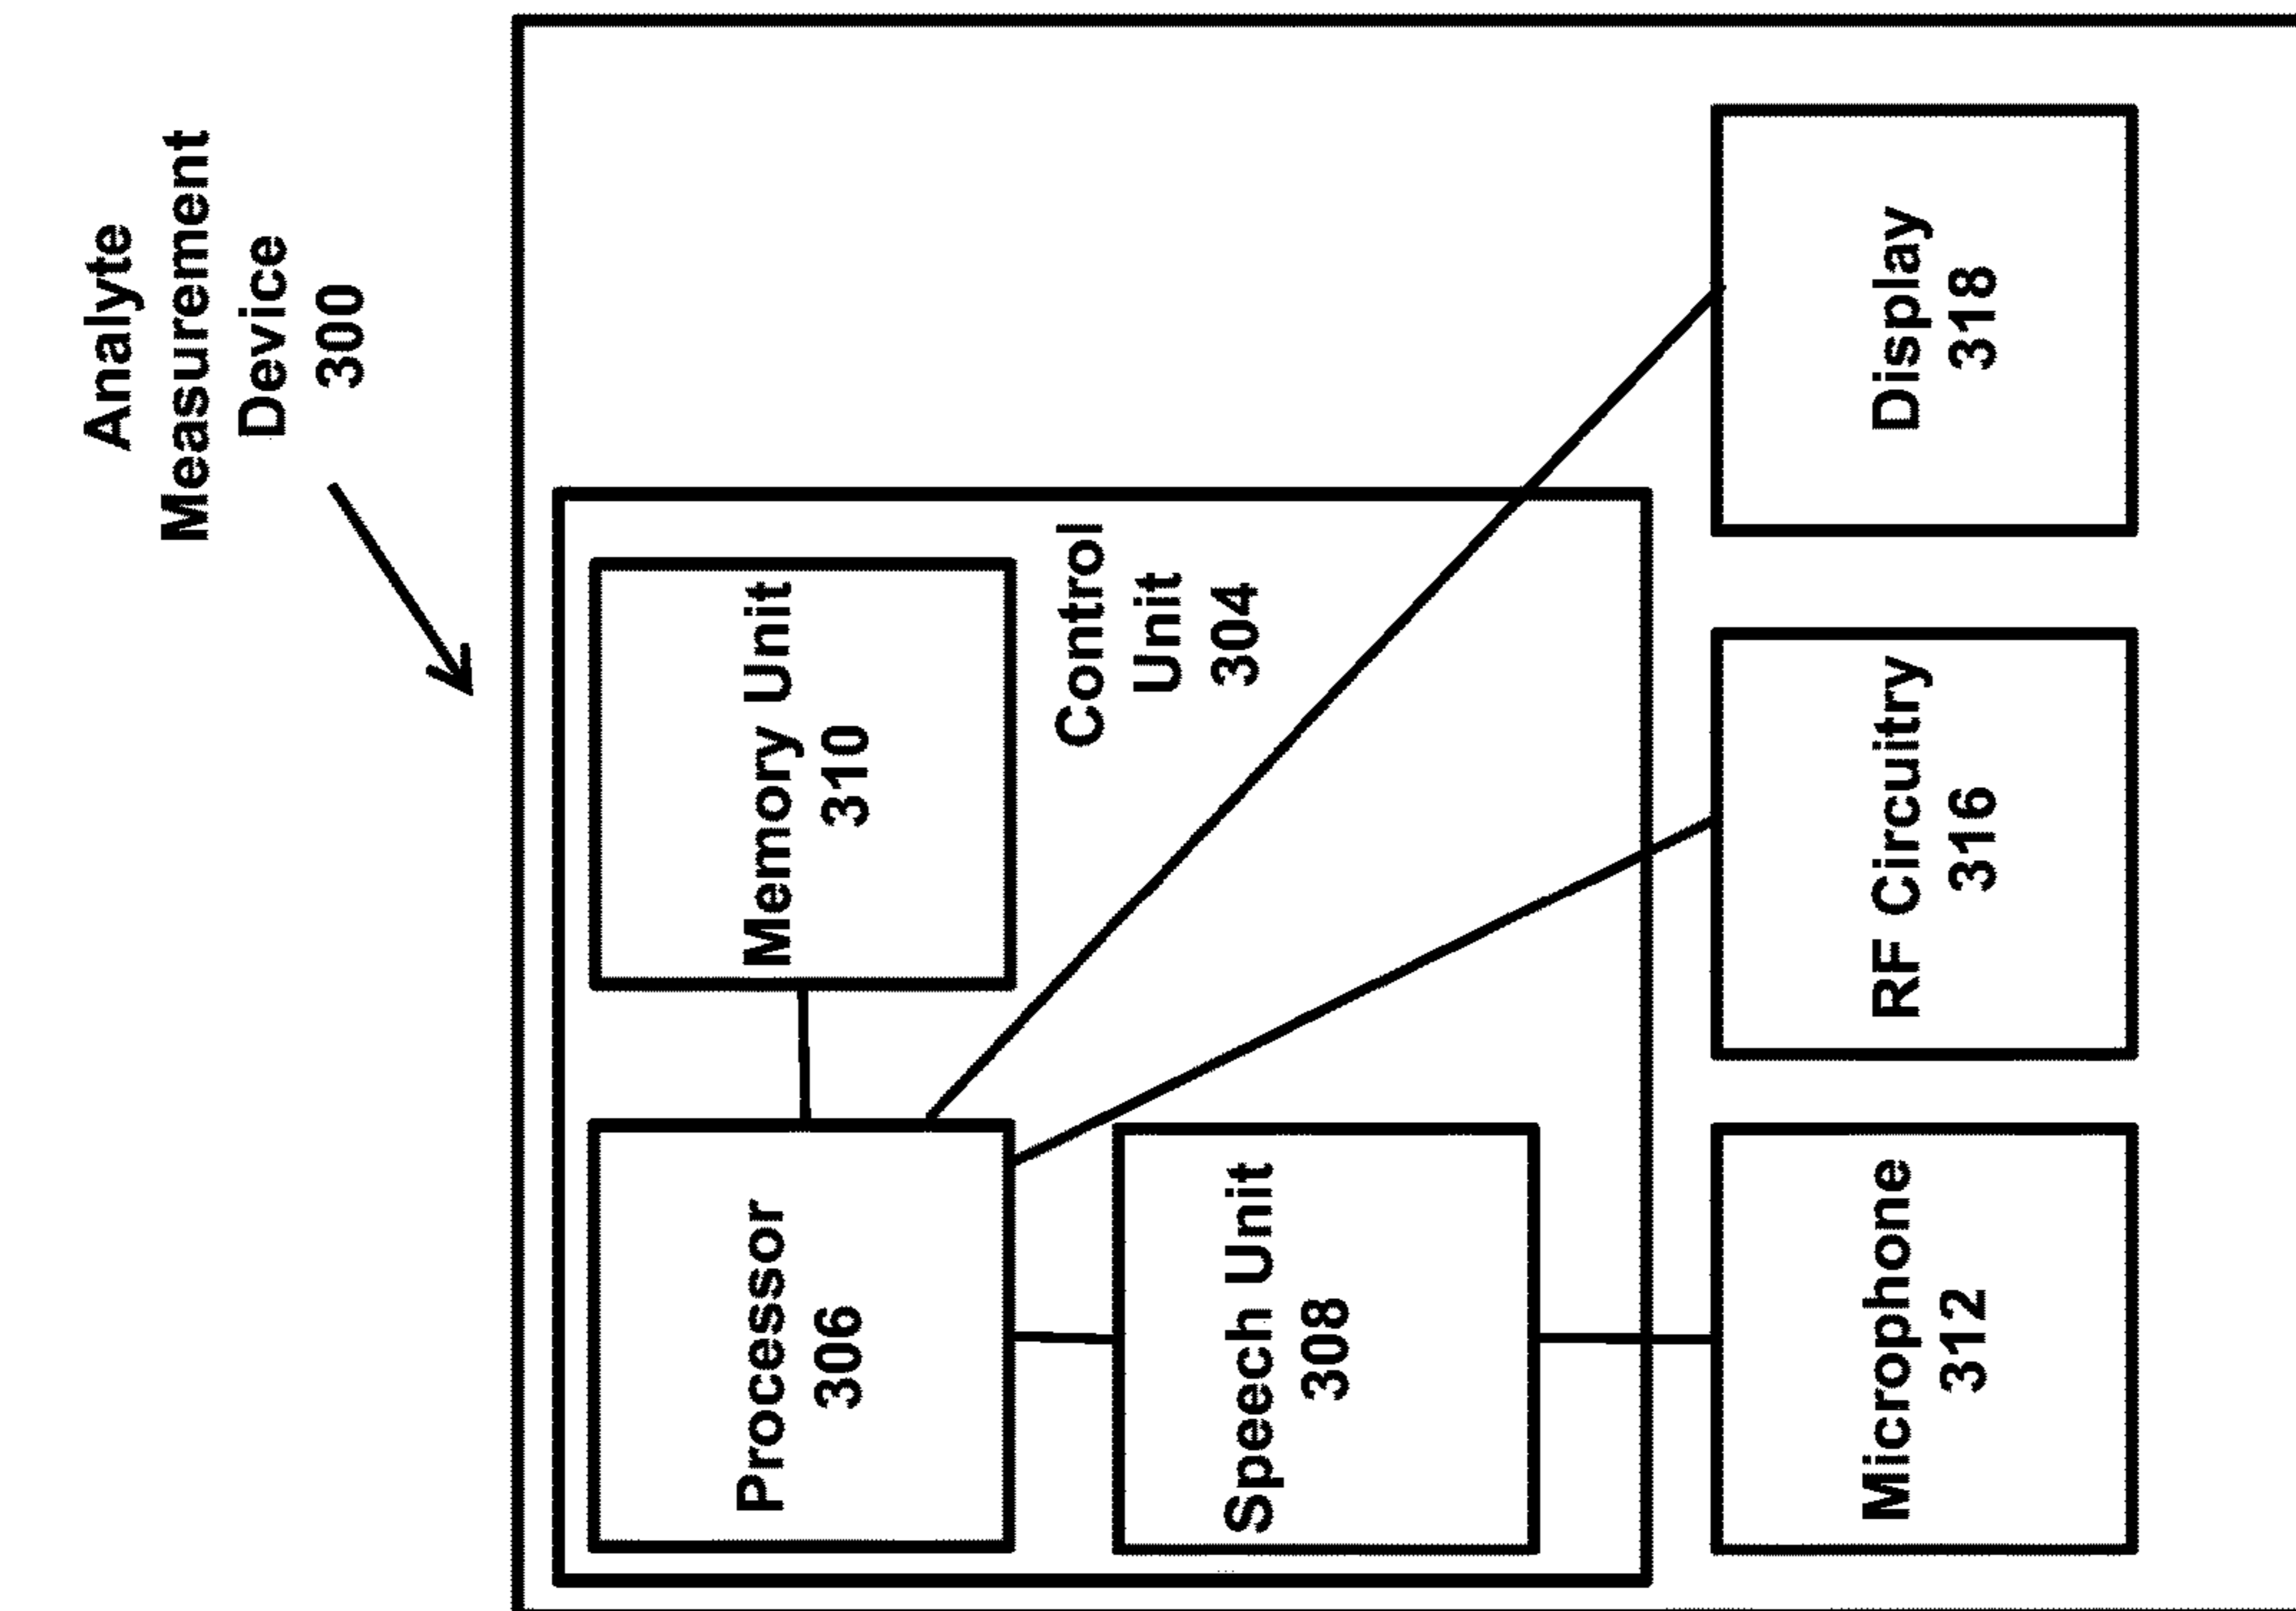 Analyte
Measurement
Device
300
Processor
306
Memory Unit
310
Control
Unit
304
Speech Unit
308
Microphone
312
RF Circuitry
316
Display
318